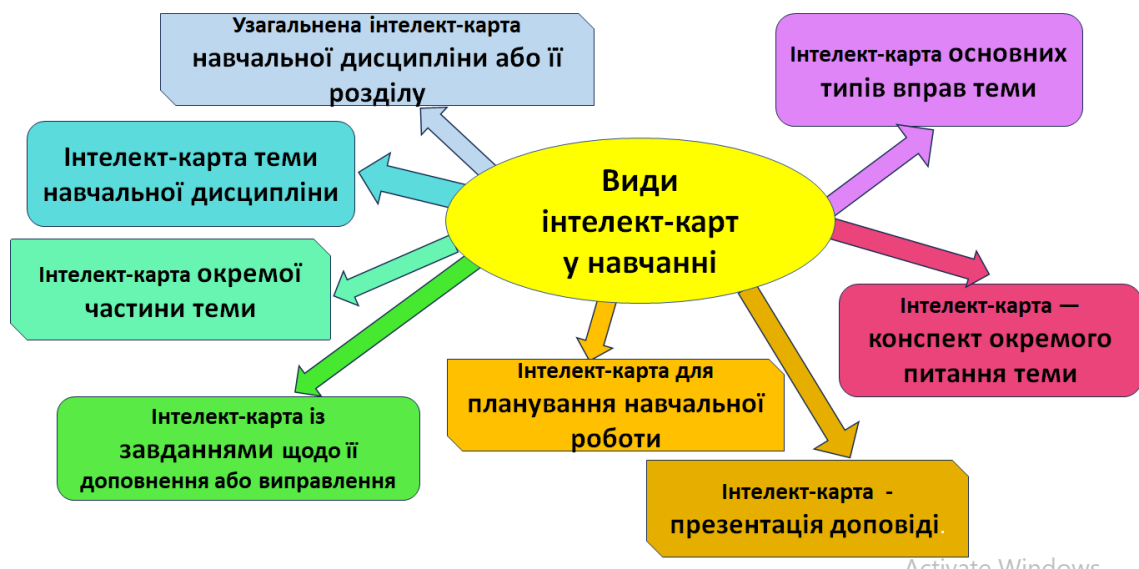 Узагальнена інтелект-карта
навчальної дисципліни або її
розділу
Інтелект-карта основних
типів вправ теми
Інтелект-карта теми
навчальної дисципліни
Види
інтелект-карт
у навчанні
Інтелект-карта окремої
частини теми
Інтелект-карта —
конспект окремого
питання теми
Інтелект-карта для
планування навчальної
роботи
Інтелект-карта із
завданнями щодо її
доповнення або виправлення
Інтелект-карта -
презентація доповіді.
Activate Windows